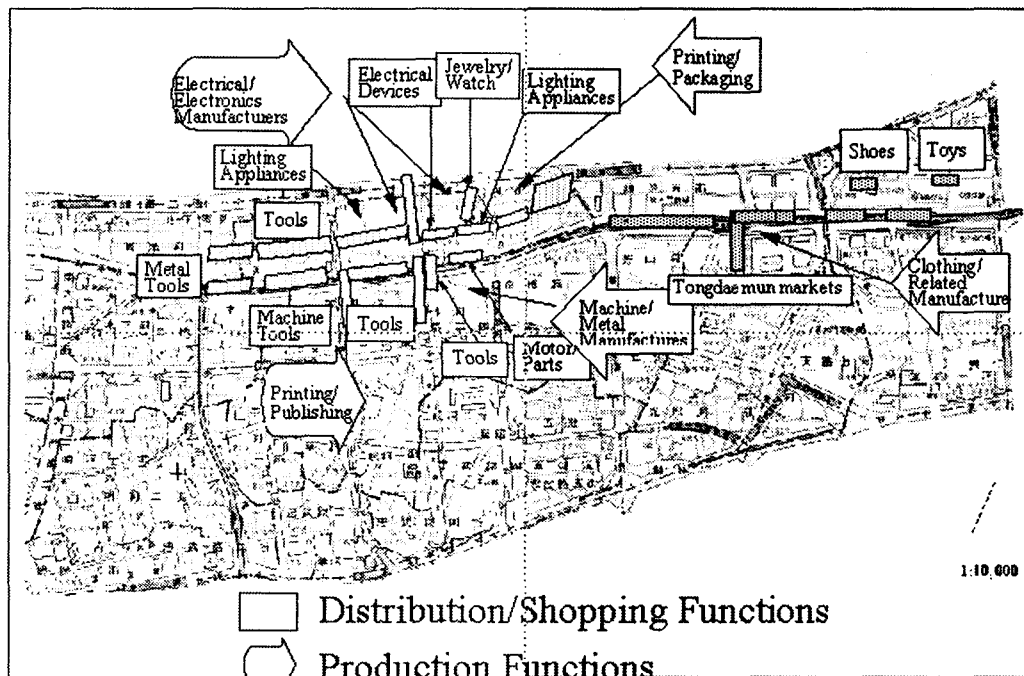 Electrical/
Electronics
Manufacturers
Electrical
Devices
Jewelry/
Watch
Lighting
Appliances
Printing/
Packaging
Lighting
Appliances
Shoes
Toys
Tools
Metal
Tools
Machine
Tools
Tools
Tools
Motor/
Parts
Machine/
Metal
Manufactures
Tongdaemun markets
Clothing/
Related
Manufacture
Printing/
Publishing
1:10,000
Distribution/Shopping Functions
Production Functions